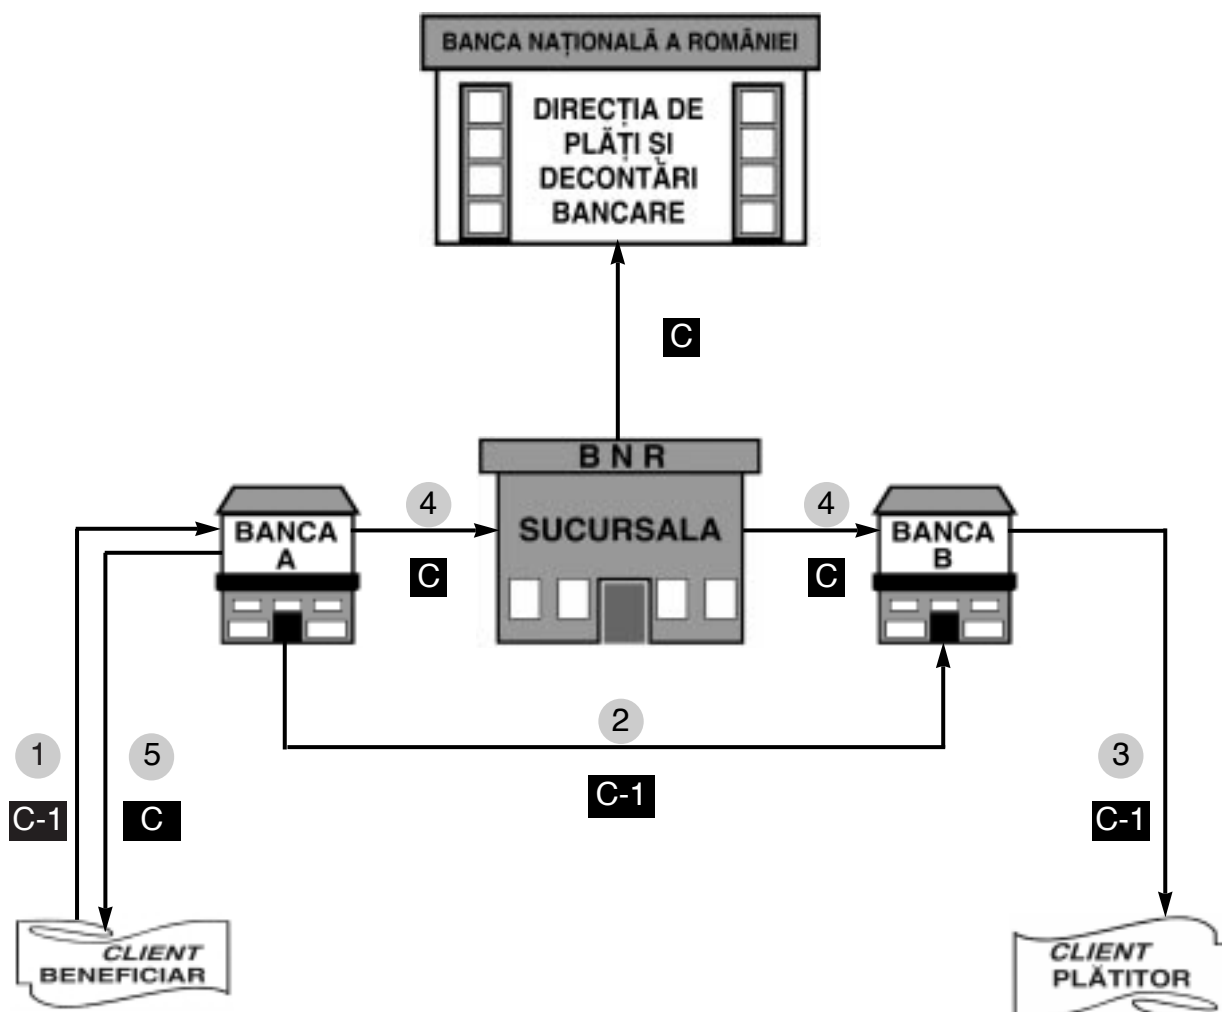 BANCA NAȚIONALĂ A ROMÂNIEI
DIRECȚIA DE
PLĂȚI ȘI
DECONTĂRI
BANCARE
C
B N R
SUCURSALA
4
C
4
C
BANCA
A
BANCA
B
2
C-1
1
C-1
5
C
3
C-1
CLIENT
BENEFICIAR
CLIENT
PLĂTITOR